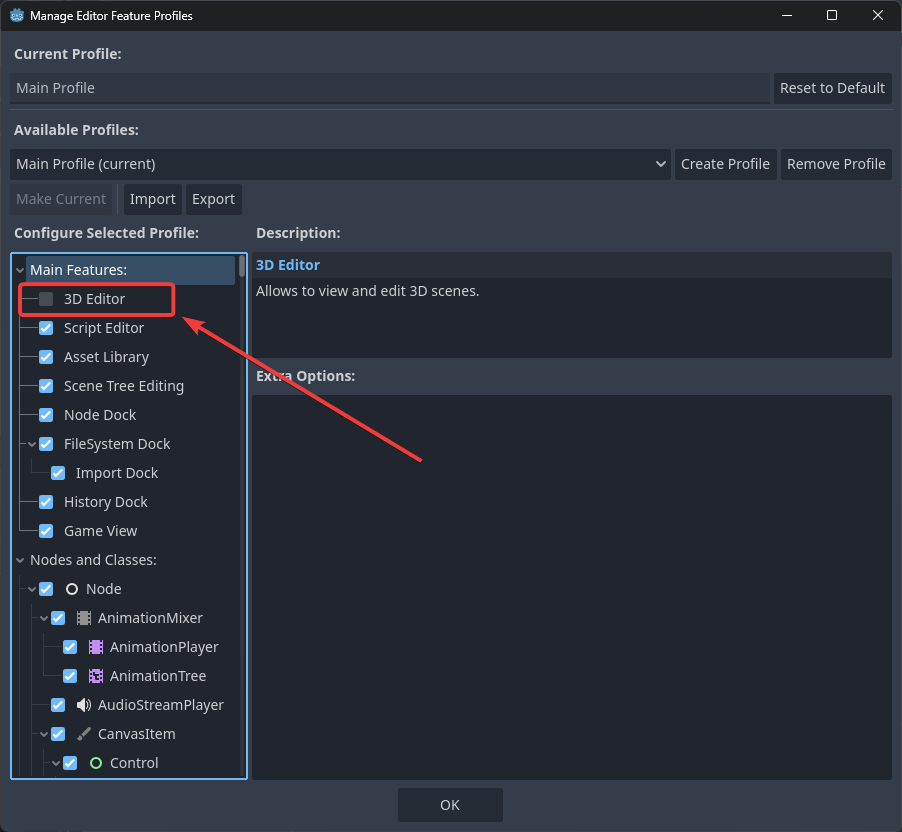 Manage Editor Feature Profiles
Current Profile:
Main Profile
Reset to Default
Available Profiles:
Main Profile (current)
Create Profile
Remove Profile
Make Current
Import
Export
Configure Selected Profile:
Main Features:
3D Editor
Script Editor
Asset Library
Scene Tree Editing
Node Dock
FileSystem Dock
Import Dock
History Dock
Game View
Nodes and Classes:
Node
AnimationMixer
AnimationPlayer
AnimationTree
AudioStreamPlayer
CanvasItem
Control
Description:
3D Editor
Allows to view and edit 3D scenes.
Extra Options:
OK